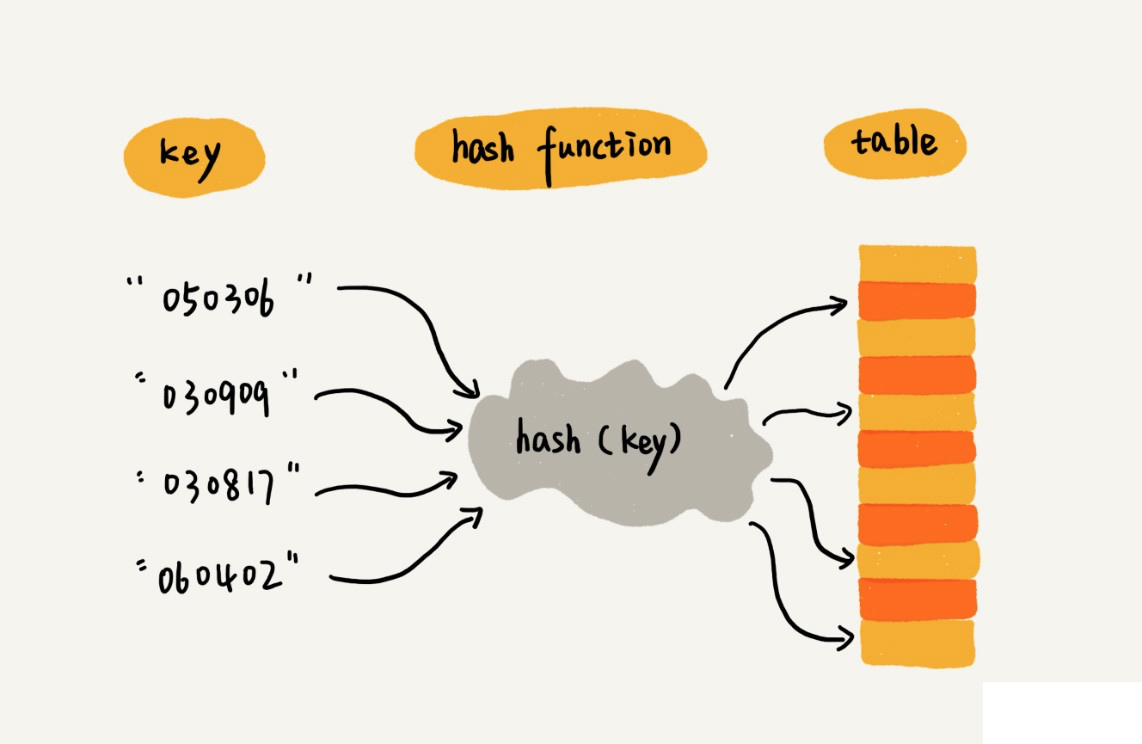 key
hash function
table
"050306"
"030909"
"030817"
"060402"
hash (key)